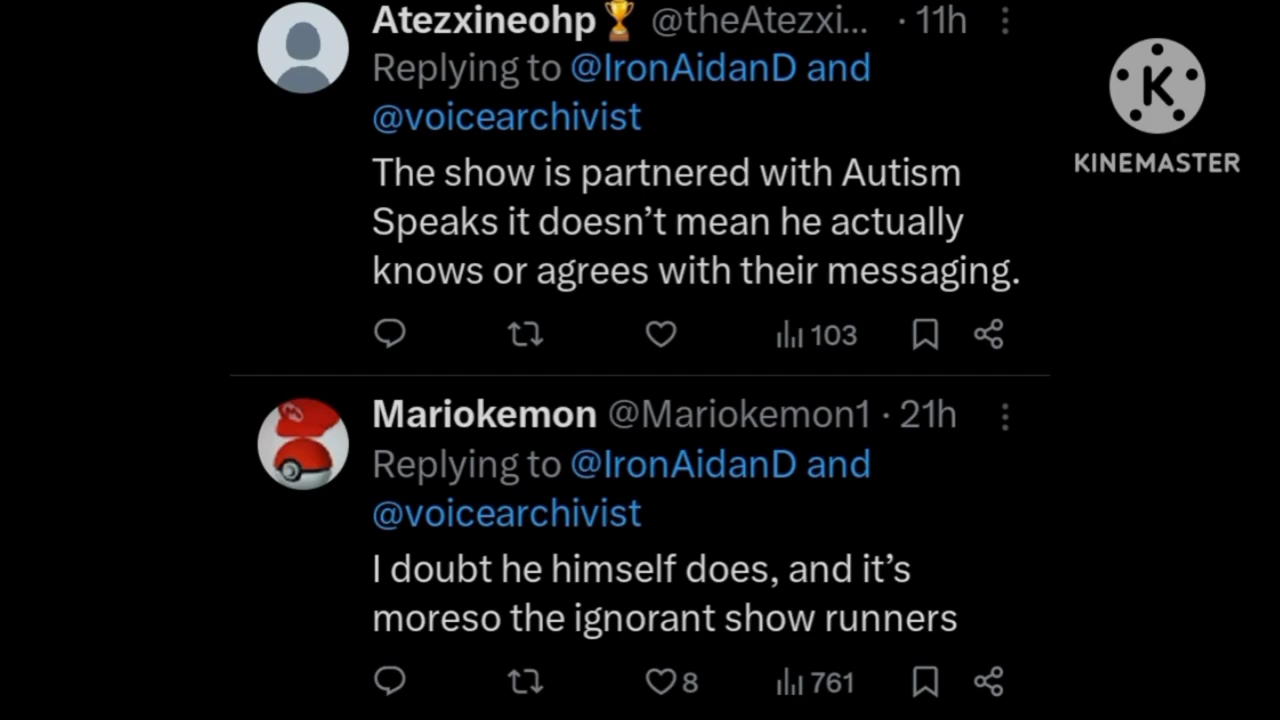 Atezxineohp🏆 @theAtezxi... · 11h
Replying to @IronAidanD and
@voicearchivist
The show is partnered with Autism
Speaks it doesn’t mean he actually
knows or agrees with their messaging.
103
K
KINEMASTER
Mariokemon @Mariokemon1 · 21h
Replying to @IronAidanD and
@voicearchivist
I doubt he himself does, and it’s
moreso the ignorant show runners
8 761